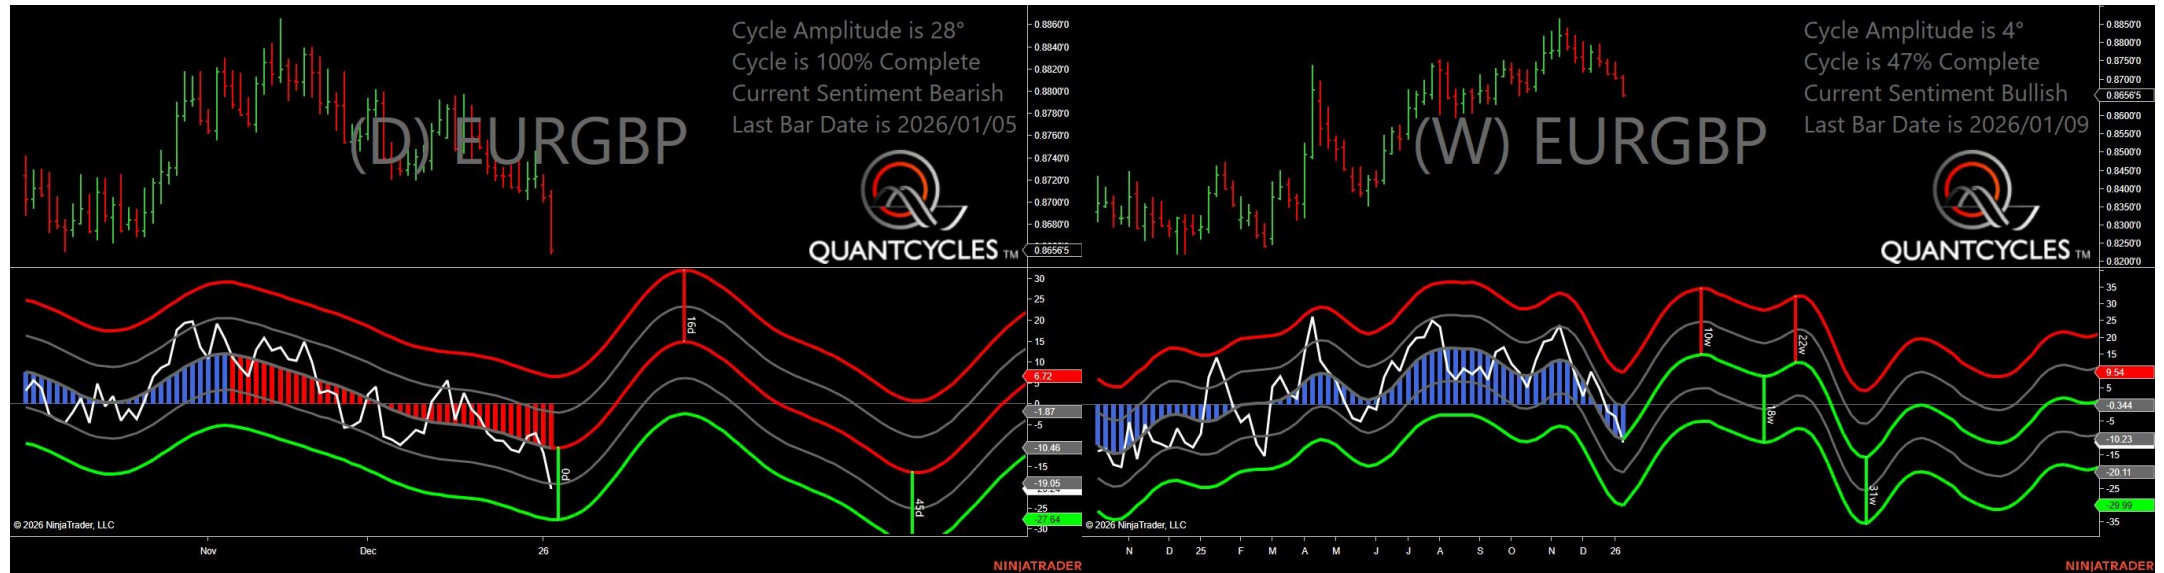 Cycle Amplitude is 28°
Cycle is 100% Complete
Current Sentiment Bearish
Last Bar Date is 2026/01/05
(D) EURGBP
QUANTCYCLES TM
0.8860'0
0.8840'0
0.8820'0
0.8800'0
0.8780'0
0.8760'0
0.8740'0
0.8720'0
0.8700'0
0.8680'0
0.8656'5
30
25
20
15
10
6.72
0
-1.87
-5
-10.46
-15
-19.05
-25
-27.64
-30
16d
0d
45d
© 2026 NinjaTrader, LLC
Nov
Dec
26
NINJATRADER
Cycle Amplitude is 4°
Cycle is 47% Complete
Current Sentiment Bullish
Last Bar Date is 2026/01/09
(W) EURGBP
QUANTCYCLES TM
0.8850'0
0.8800'0
0.8750'0
0.8700'0
0.8656'5
0.8600'0
0.8550'0
0.8500'0
0.8450'0
0.8400'0
0.8350'0
0.8300'0
0.8250'0
0.8200'0
35
30
25
20
15
9.54
5
-0.344
-5
-10.23
-15
-20.11
-25
-29.99
-35
10w
22w
18w
31w
© 2026 NinjaTrader, LLC
N
D
25
F
M
A
M
J
J
A
S
O
N
D
26
NINJATRADER